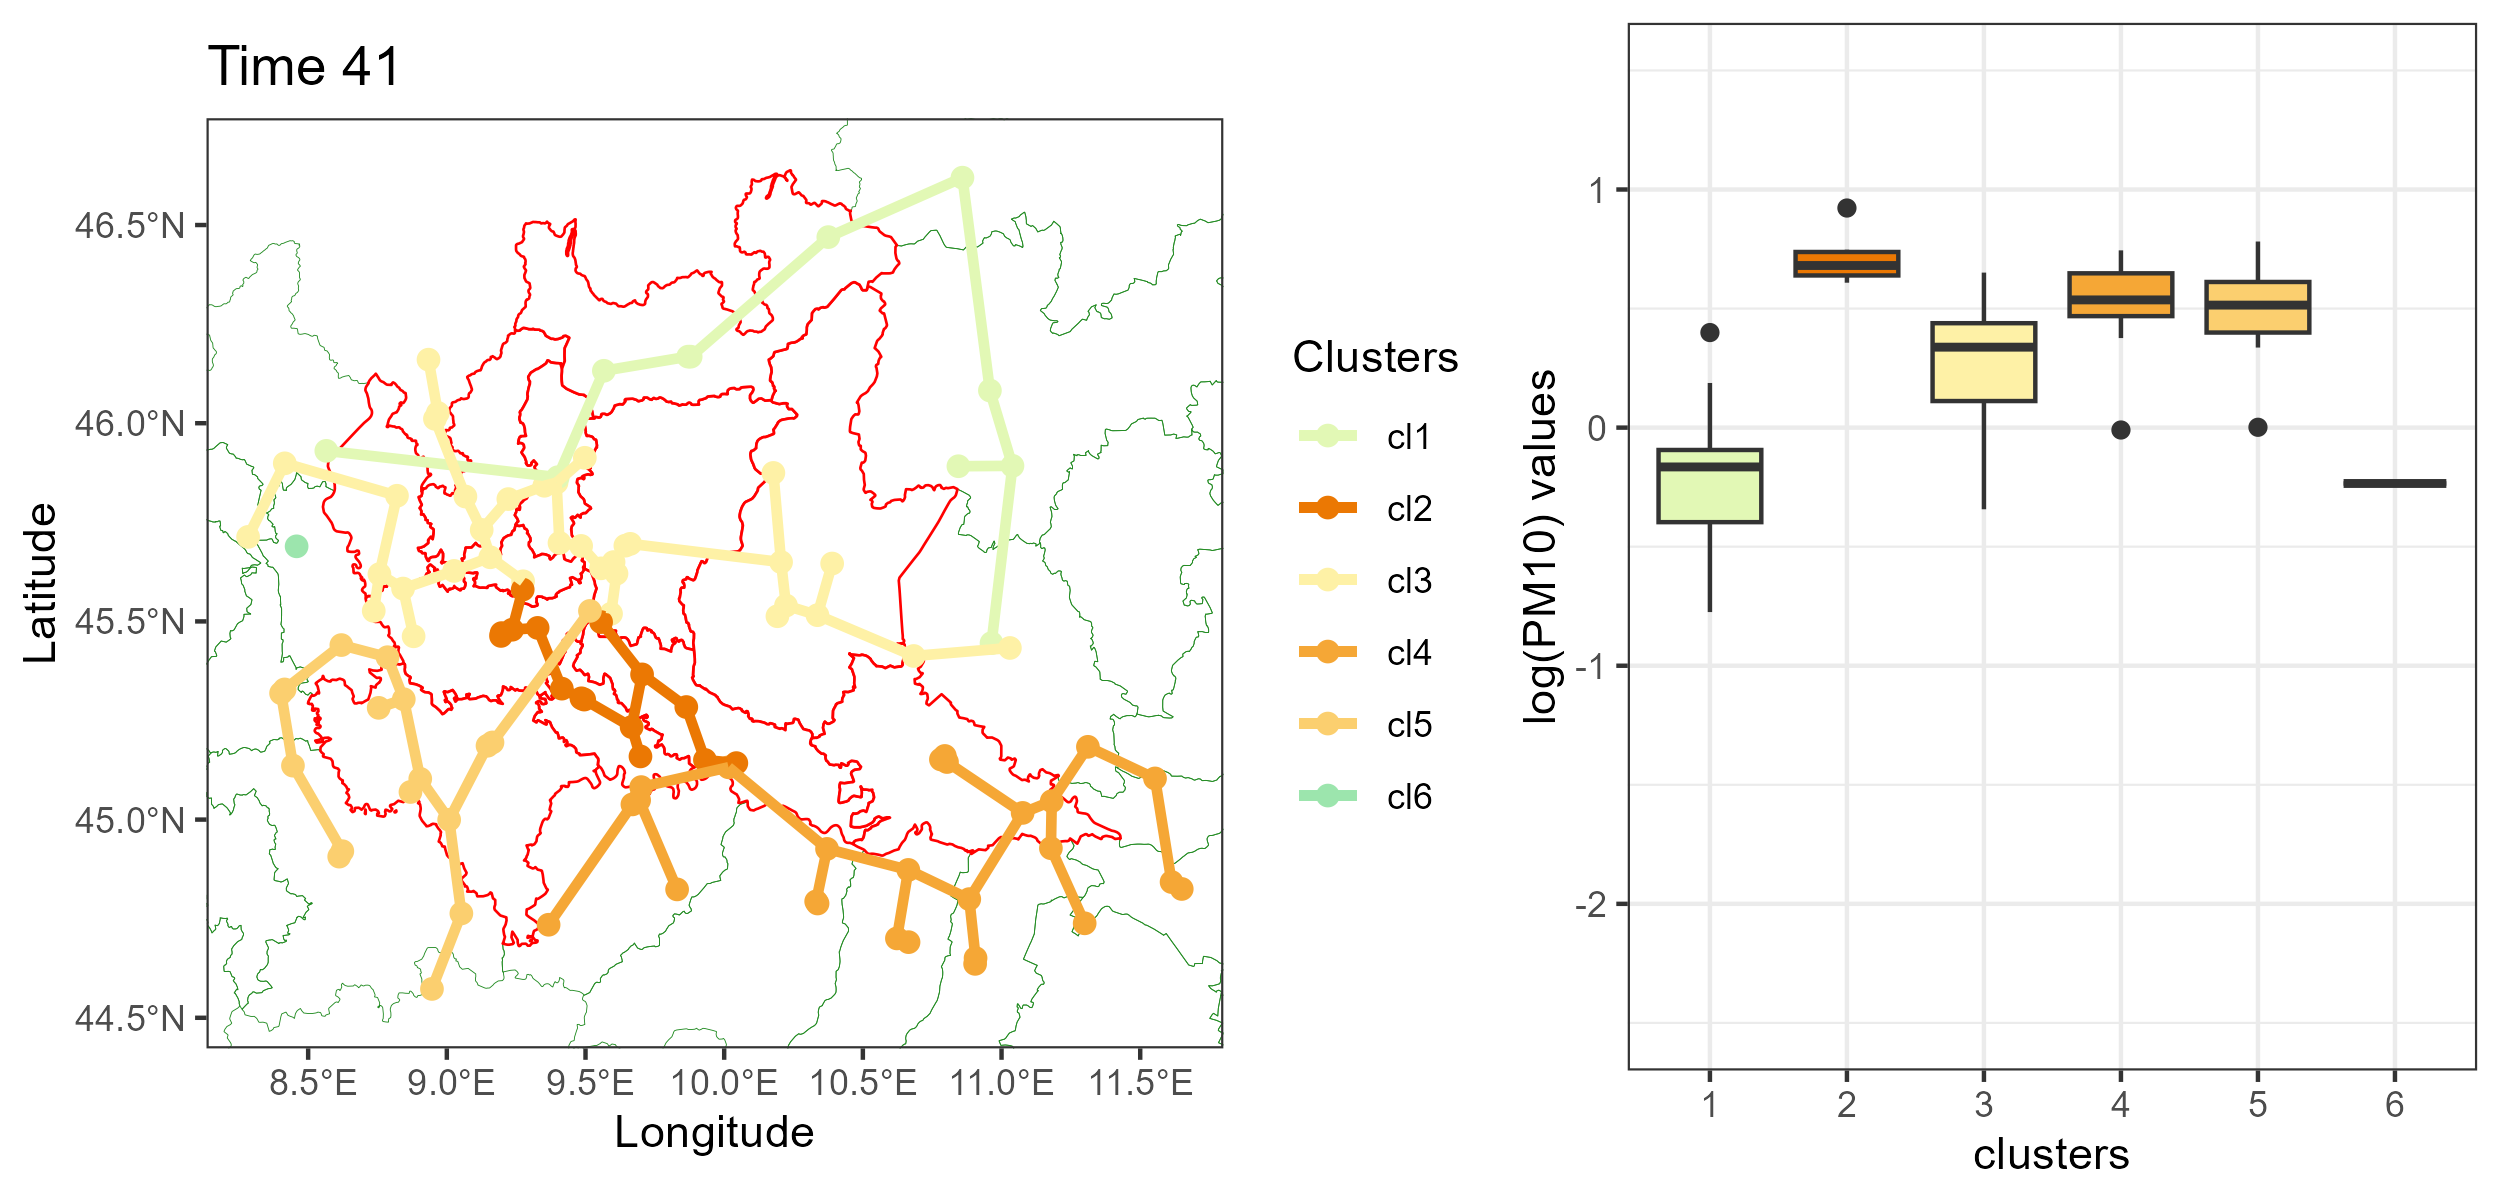 Time 41
46.5°N
46.0°N
45.5°N
45.0°N
44.5°N
Latitude
8.5°E 9.0°E 9.5°E 10.0°E 10.5°E 11.0°E 11.5°E
Longitude
Clusters
cl1
cl2
cl3
cl4
cl5
cl6
1
0
-1
-2
log(PM10) values
1 2 3 4 5 6
clusters